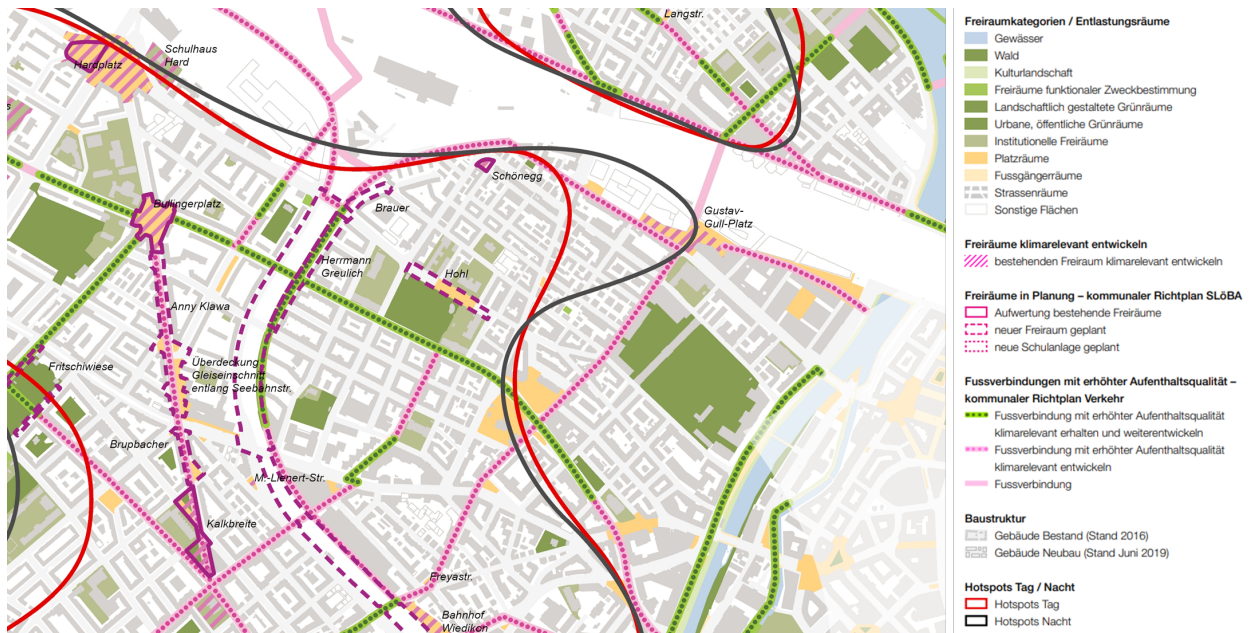 Langstr.
Schulhaus
Hard
Hardplatz
s
Schönegg
Bullingerplatz
Brauer
Gustav-
Gull-Platz
Herrmann
Greulich
Hohl
Anny Klawa
Fritschiwiese
Überdeckung
Gleiseinschnitt
entlang Seebahnstr.
Brupbacher
M.-Lienert-Str.
Kalkbreite
Freyastr.
Bahnhof
Wiedikon
Freiraumkategorien / Entlastungsräume
Gewässer
Wald
Kulturlandschaft
Freiräume funktionaler Zweckbestimmung
Landschaftlich gestaltete Grünräume
Urbane, öffentliche Grünräume
Institutionelle Freiräume
Platzräume
Fussgängerräume
Strassenräume
Sonstige Flächen
Freiräume klimarelevant entwickeln
bestehenden Freiraum klimarelevant entwickeln
Freiräume in Planung – kommunaler Richtplan SLöBA
Aufwertung bestehende Freiräume
neuer Freiraum geplant
neue Schulanlage geplant
Fussverbindungen mit erhöhter Aufenthaltsqualität –
kommunaler Richtplan Verkehr
Fussverbindung mit erhöhter Aufenthaltsqualität
klimarelevant erhalten und weiterentwickeln
Fussverbindung mit erhöhter Aufenthaltsqualität
klimarelevant entwickeln
Fussverbindung
Baustruktur
Gebäude Bestand (Stand 2016)
Gebäude Neubau (Stand Juni 2019)
Hotspots Tag / Nacht
Hotspots Tag
Hotspots Nacht